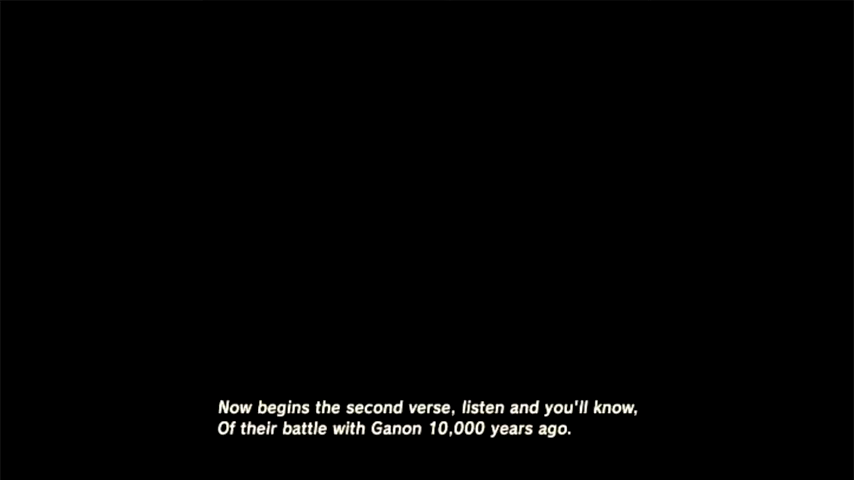 Now begins the second verse, listen and you'll know,
Of their battle with Ganon 10,000 years ago.